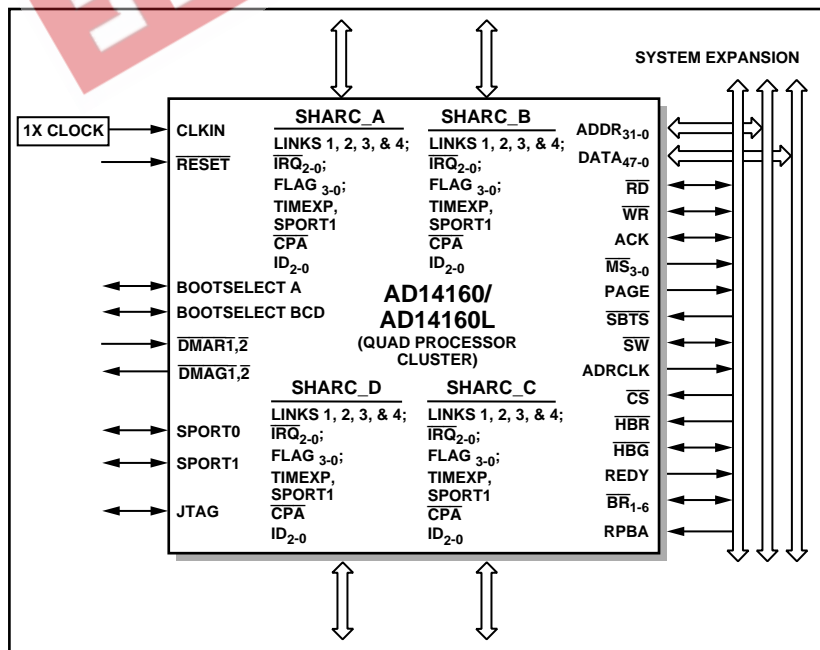 SYSTEM EXPANSION
1X CLOCK
CLKIN
RESET
BOOTSELECT A
BOOTSELECT BCD
DMAR1,2
DMAG1,2
SPORT0
SPORT1
JTAG
SHARC_A
LINKS 1, 2, 3, & 4;
IRQ2-0;
FLAG 3-0;
TIMEXP,
SPORT1
CPA
ID2-0
SHARC_B
LINKS 1, 2, 3, & 4;
IRQ2-0;
FLAG 3-0;
TIMEXP,
SPORT1
CPA
ID2-0
AD14160/
AD14160L
(QUAD PROCESSOR
CLUSTER)
SHARC_D
LINKS 1, 2, 3, & 4;
IRQ2-0;
FLAG 3-0;
TIMEXP,
SPORT1
CPA
ID2-0
SHARC_C
LINKS 1, 2, 3, & 4;
IRQ2-0;
FLAG 3-0;
TIMEXP,
SPORT1
CPA
ID2-0
ADDR31-0
DATA47-0
RD
WR
ACK
MS3-0
PAGE
SBTS
SW
ADRCLK
CS
HBR
HBG
REDY
BR1-6
RPBA